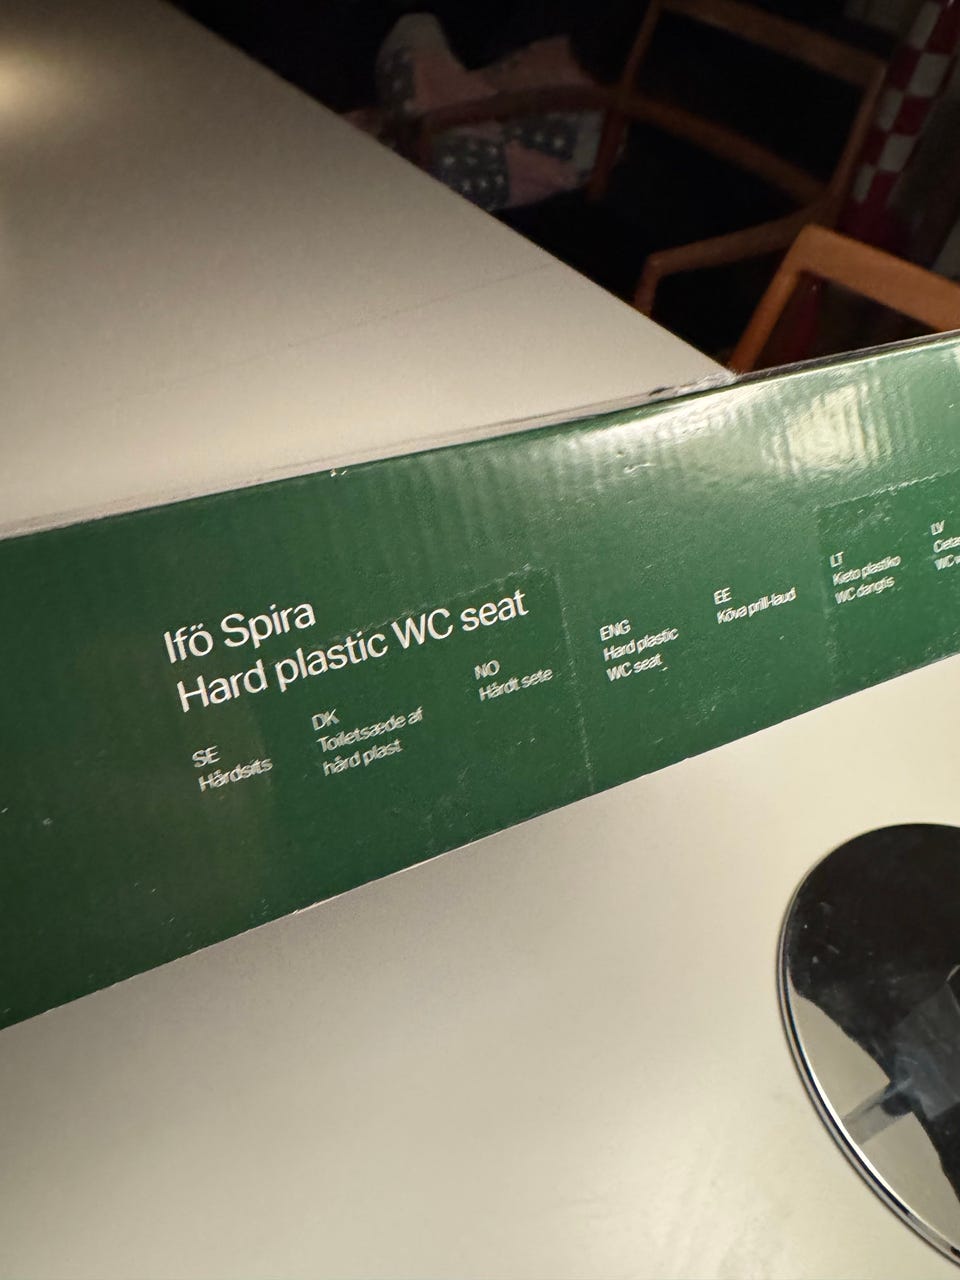 Ifö Spira
Hard plastic WC seat
SE
Hårdsits
DK
Toiletsæde af
hård plast
NO
Hårdt sete
ENG
Hard plastic
WC seat
EE
Kõva prill-laud
LT
Kieto plastiko
WC dangtis
LV
WC